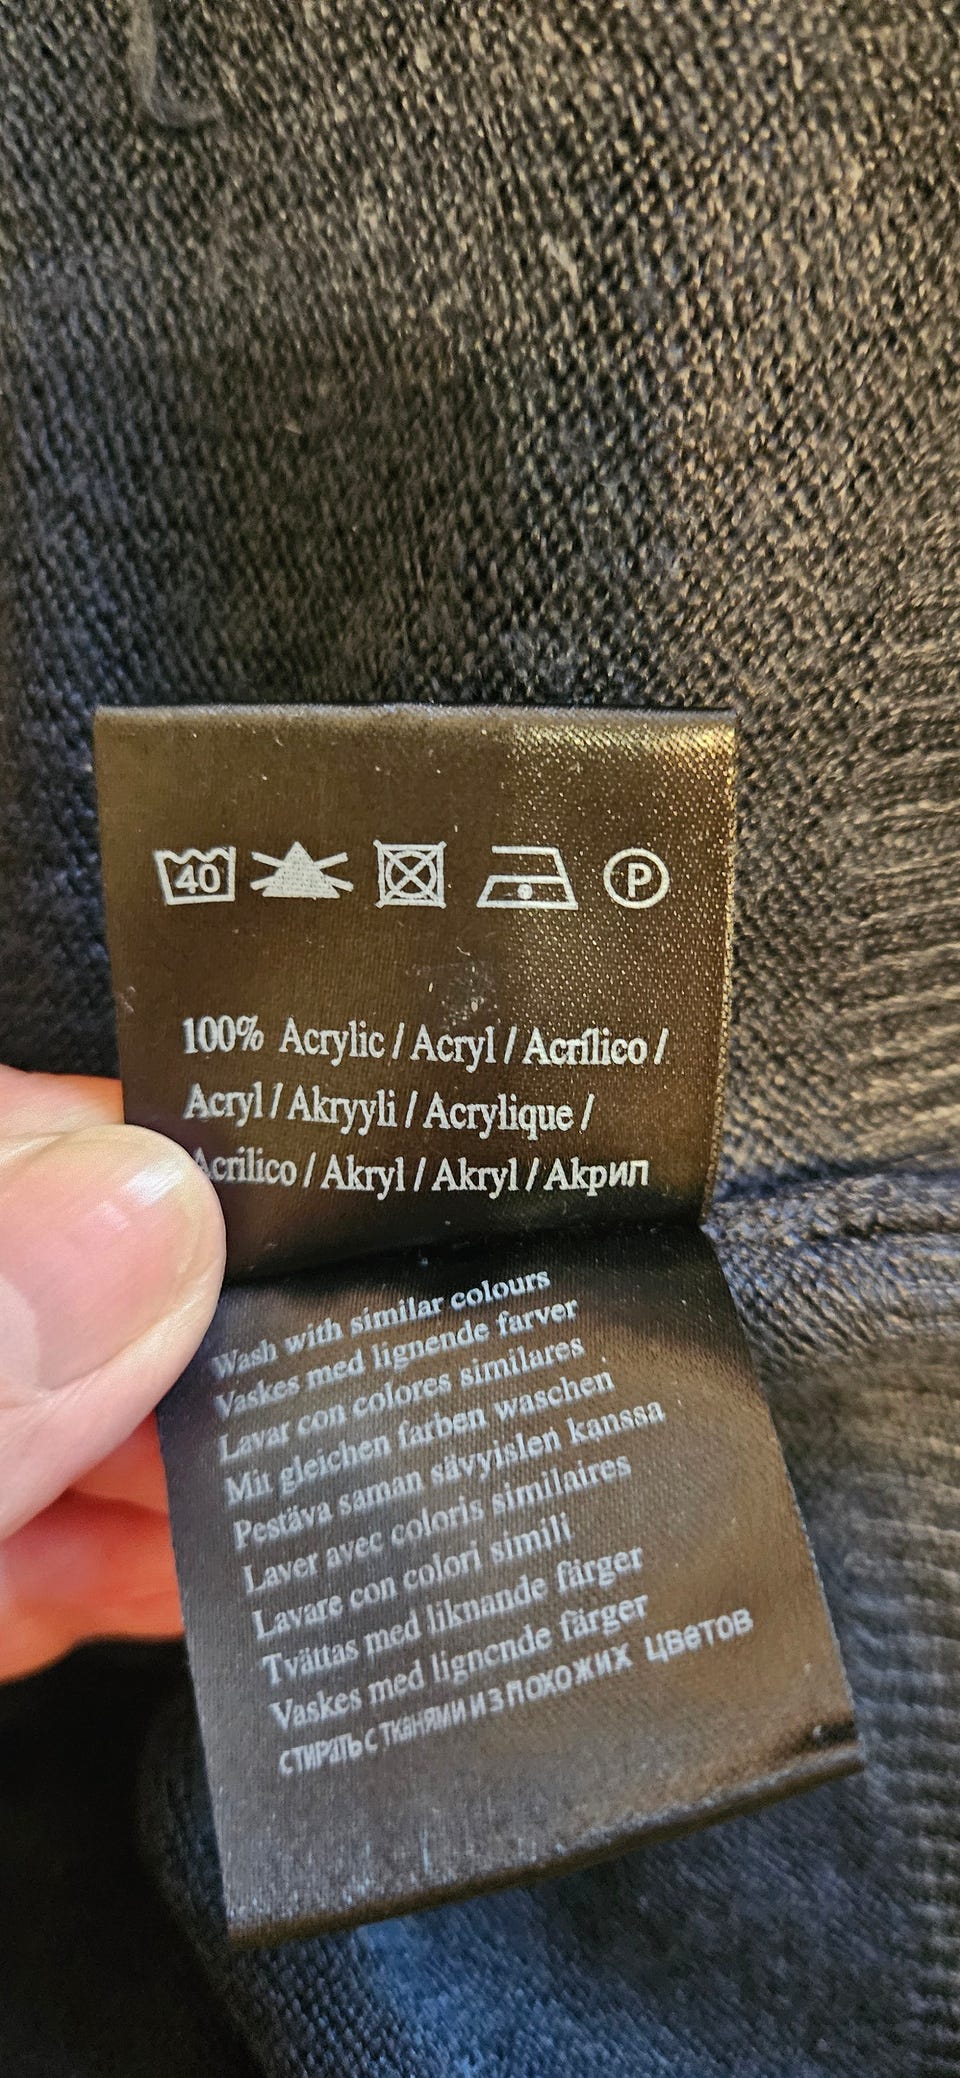 40
P
100% Acrylic / Acryl / Acrílico /
Acryl / Akryyli / Acrylique /
Acrilico / Akryl / Akryl / Акрил
Wash with similar colours
Vaskes med lignende farver
Lavar con colores similares
Mit gleichen farben waschen
Pestäva saman sävyislen kanssa
Laver avec coloris similaires
Lavare con colori simili
Tvättas med liknande färger
Vaskes med lignende färger
СТИРАТЬ С ТКАНЯМИ ИЗ ПОХОЖИХ ЦВЕТОВ